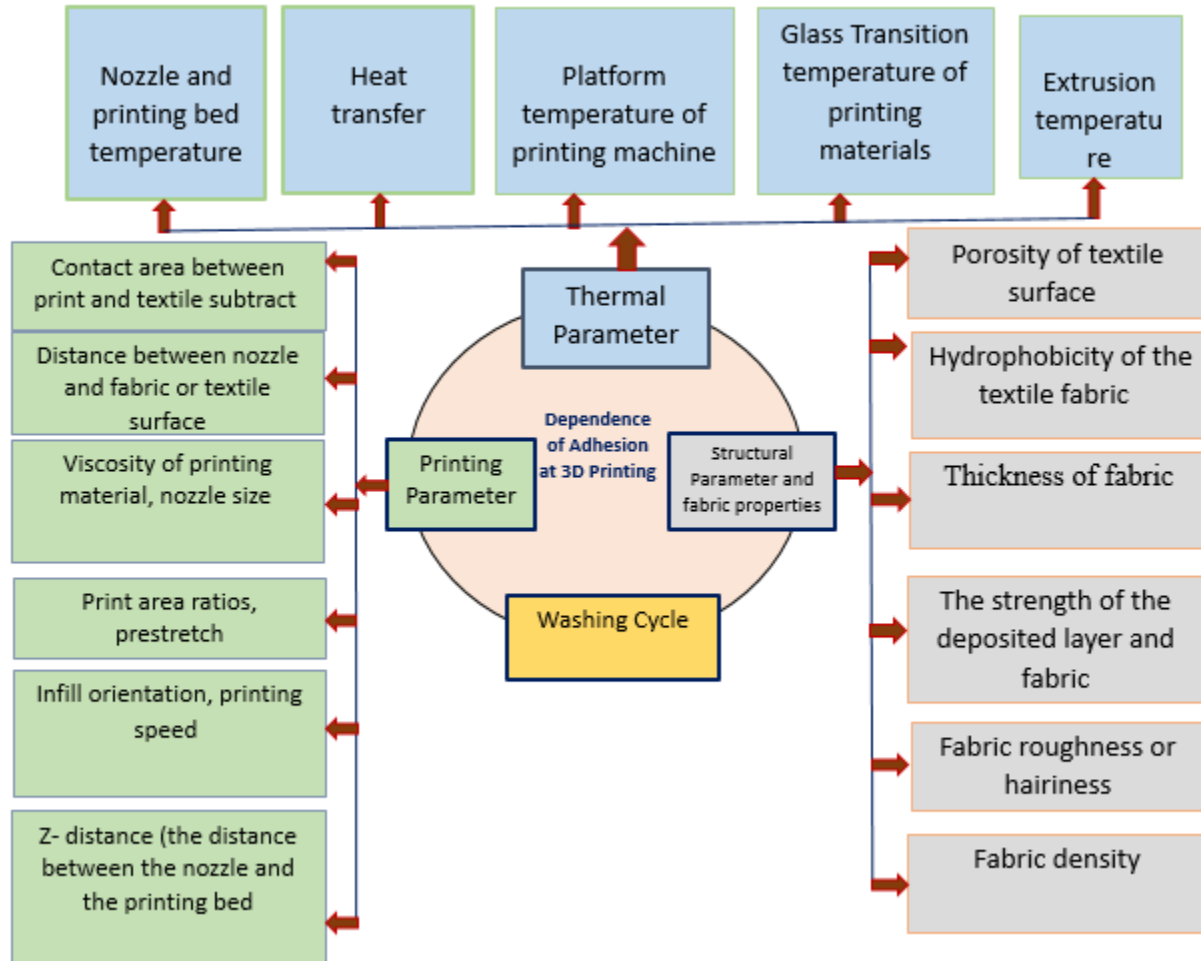 Nozzle and
printing bed
temperature
Heat
transfer
Platform
temperature of
printing machine
Glass Transition
temperature of
printing
materials
Extrusion
temperatu
re
Thermal
Parameter
Dependence
of Adhesion
at 3D Printing
Printing
Parameter
Structural
Parameter and
fabric properties
Washing Cycle
Contact area between
print and textile subtract
Distance between nozzle
and fabric or textile
surface
Viscosity of printing
material, nozzle size
Print area ratios,
prestretch
Infill orientation, printing
speed
Z- distance (the distance
between the nozzle and
the printing bed
Porosity of textile
surface
Hydrophobicity of the
textile fabric
Thickness of fabric
The strength of the
deposited layer and
fabric
Fabric roughness or
hairiness
Fabric density